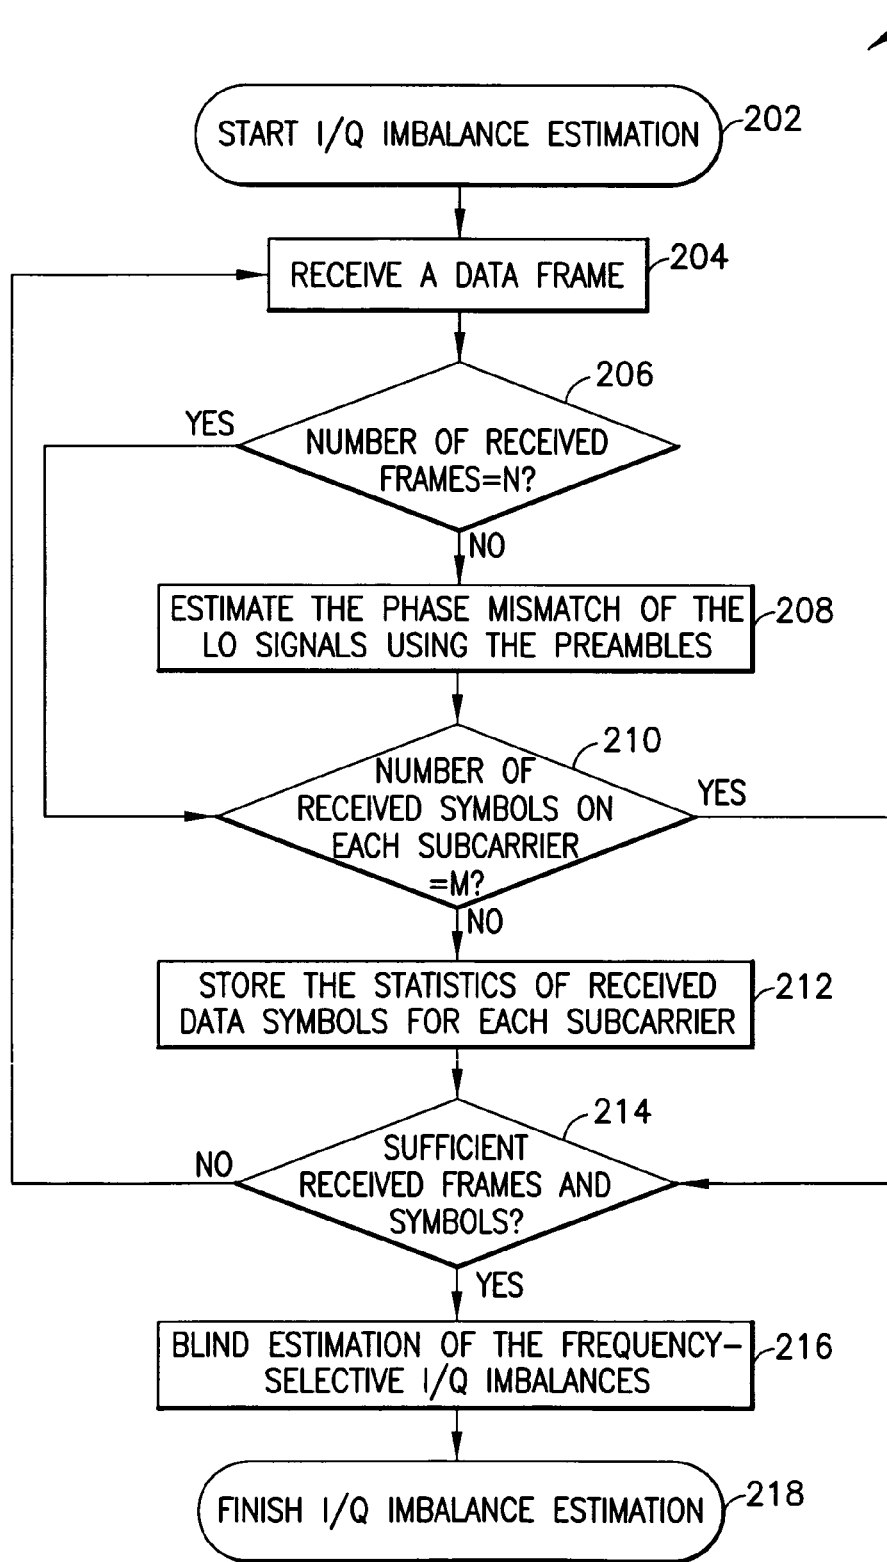 START I/Q IMBALANCE ESTIMATION
202
RECEIVE A DATA FRAME
204
206
YES
NUMBER OF RECEIVED
FRAMES=N?
NO
ESTIMATE THE PHASE MISMATCH OF THE
LO SIGNALS USING THE PREAMBLES
208
210
NUMBER OF
RECEIVED SYMBOLS ON
EACH SUBCARRIER
=M?
YES
NO
STORE THE STATISTICS OF RECEIVED
DATA SYMBOLS FOR EACH SUBCARRIER
212
214
NO
SUFFICIENT
RECEIVED FRAMES AND
SYMBOLS?
YES
BLIND ESTIMATION OF THE FREQUENCY-
SELECTIVE I/Q IMBALANCES
216
FINISH I/Q IMBALANCE ESTIMATION
218